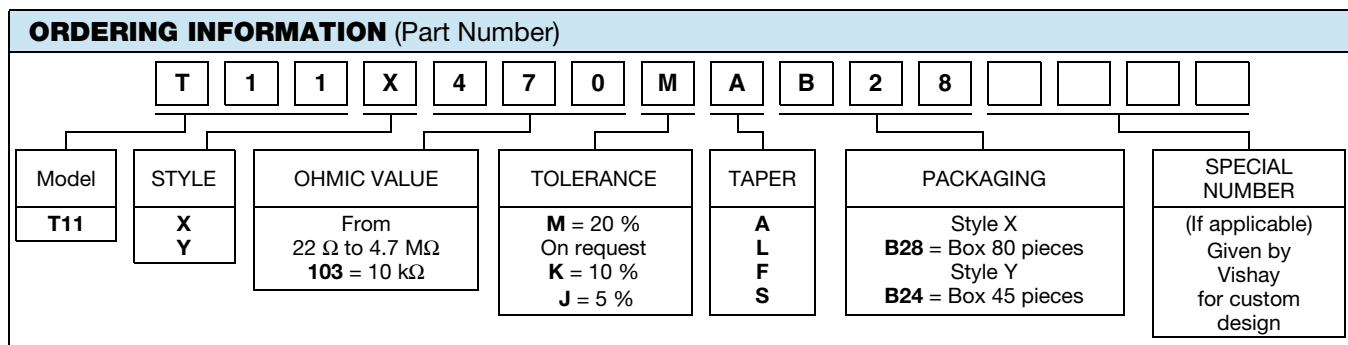 ORDERING INFORMATION (Part Number)
T 1 1 X 4 7 0 M A B 2 8
Model
T11
STYLE
X
Y
OHMIC VALUE
From
22 Ω to 4.7 MΩ
103 = 10 kΩ
TOLERANCE
M = 20 %
On request
K = 10 %
J = 5 %
TAPER
A
L
F
S
PACKAGING
Style X
B28 = Box 80 pieces
Style Y
B24 = Box 45 pieces
SPECIAL
NUMBER
(If applicable)
Given by
Vishay
for custom
design